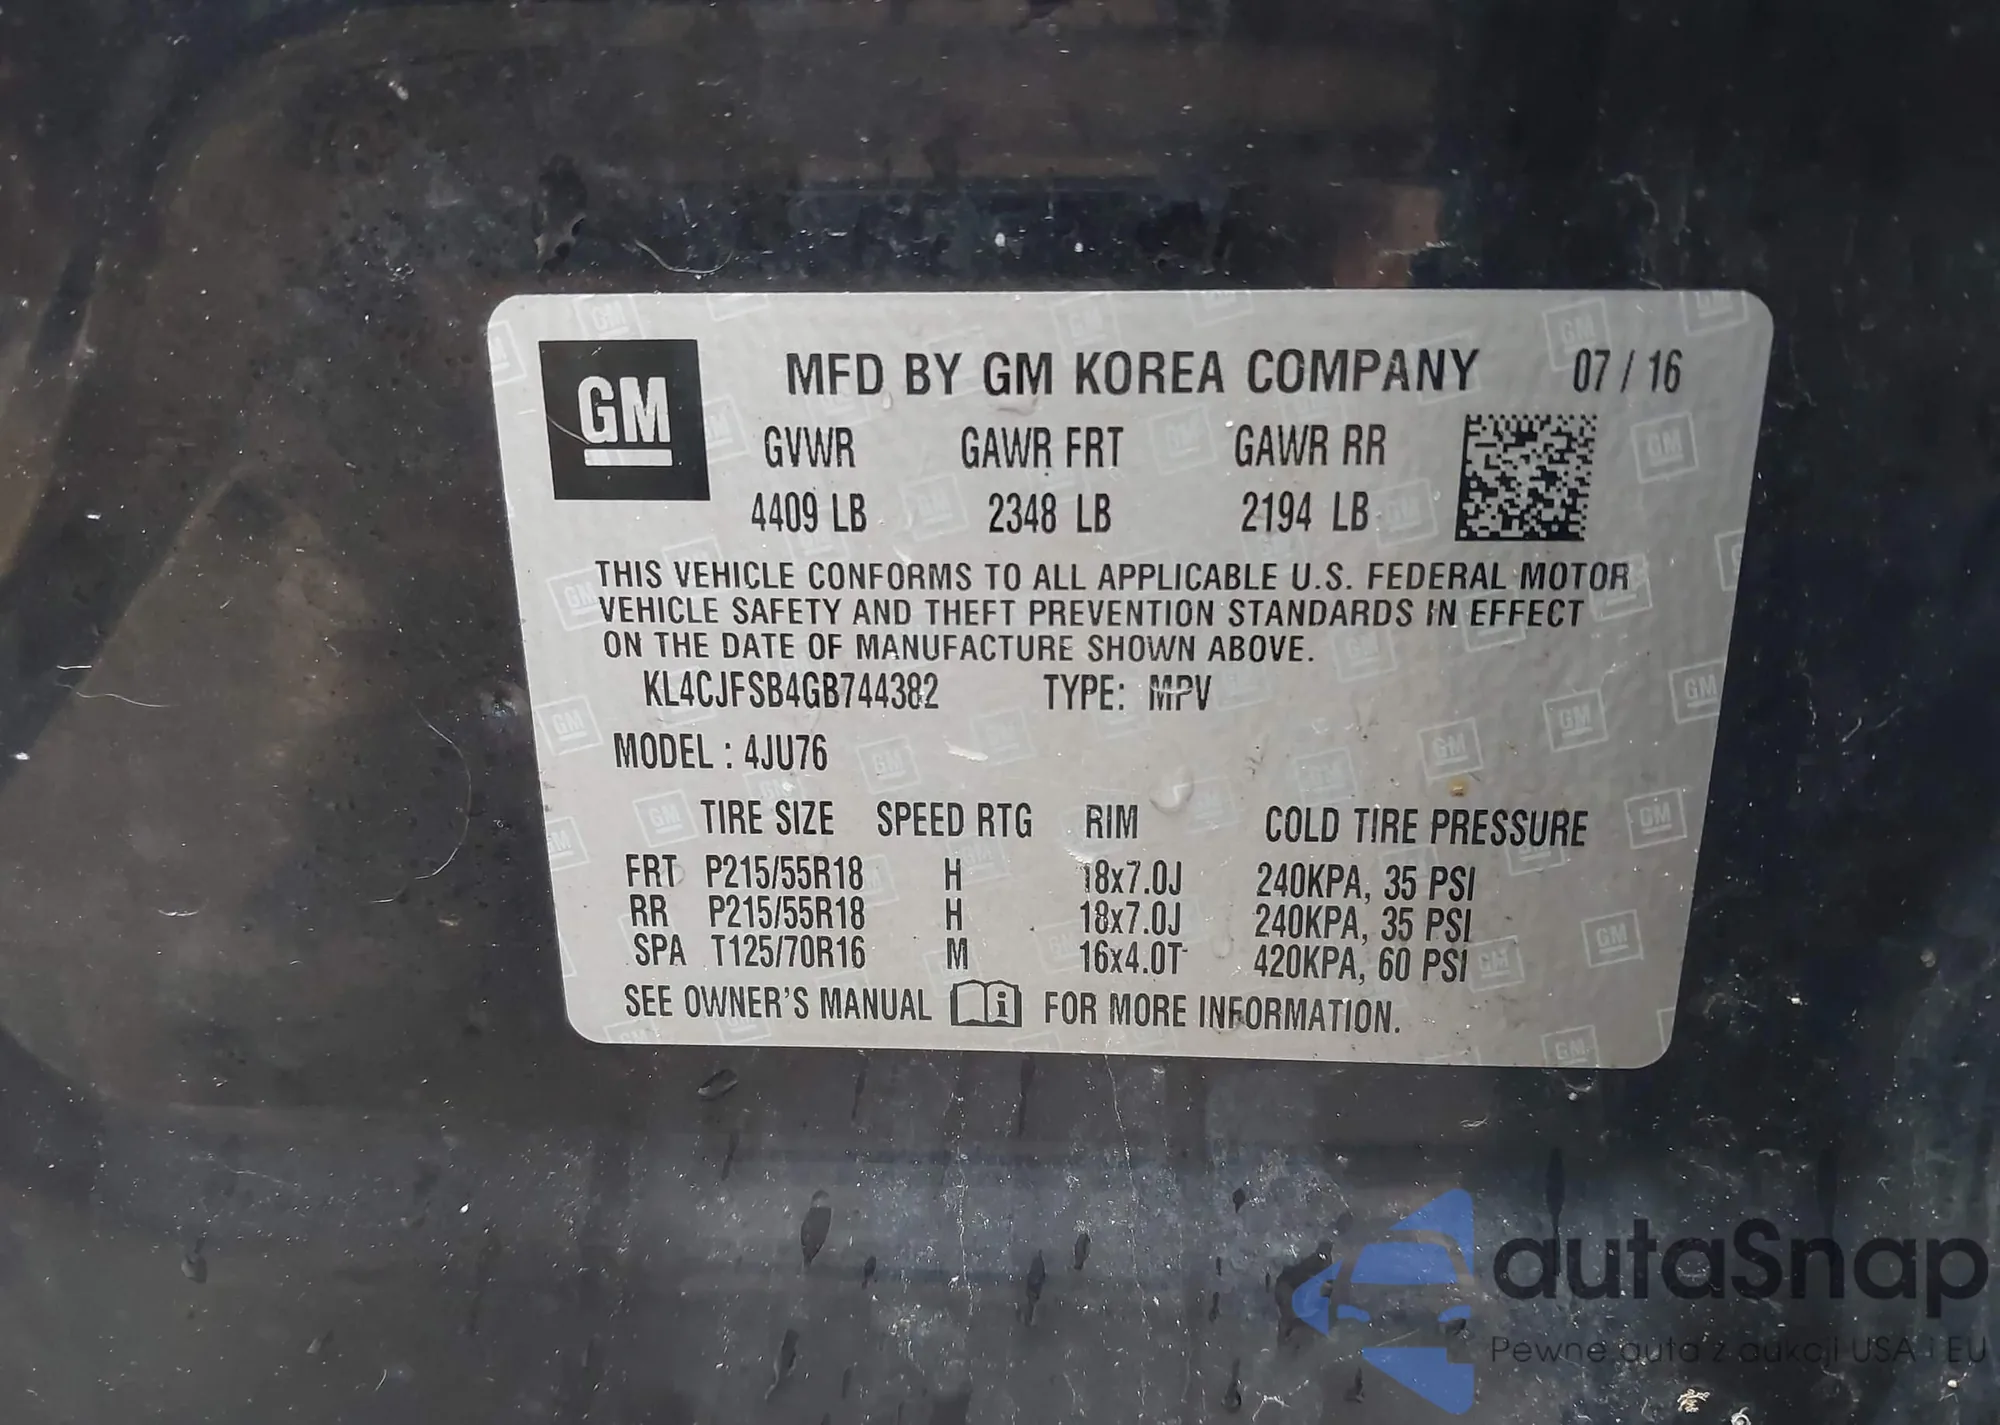 GM
MFD BY GM KOREA COMPANY 07 / 16
GVWR GAWR FRT GAWR RR
4409 LB 2348 LB 2194 LB
THIS VEHICLE CONFORMS TO ALL APPLICABLE U.S. FEDERAL MOTOR
VEHICLE SAFETY AND THEFT PREVENTION STANDARDS IN EFFECT
ON THE DATE OF MANUFACTURE SHOWN ABOVE.
KL4CJFSB4GB744382 TYPE: MPV
MODEL : 4JU76
TIRE SIZE SPEED RTG RIM COLD TIRE PRESSURE
FRT P215/55R18 H 18x7.0J 240KPA, 35 PSI
RR P215/55R18 H 18x7.0J 240KPA, 35 PSI
SPA T125/70R16 M 16x4.0T 420KPA, 60 PSI
SEE OWNER'S MANUAL i FOR MORE INFORMATION.
autaSnap
Pewne auta z aukcji USA i EU